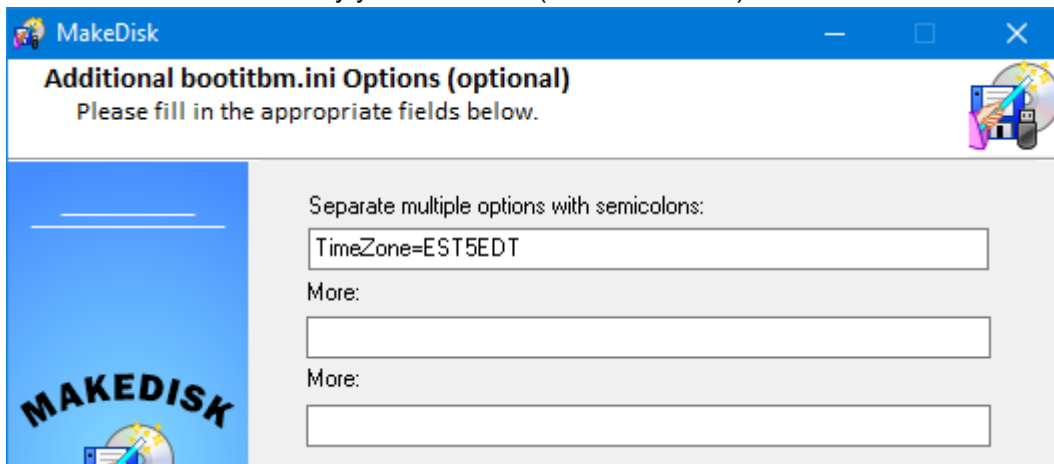 MakeDisk
Additional bootitbm.ini Options (optional)
Please fill in the appropriate fields below.
Separate multiple options with semicolons:
TimeZone=EST5EDT
More:
More:
MAKEDISK